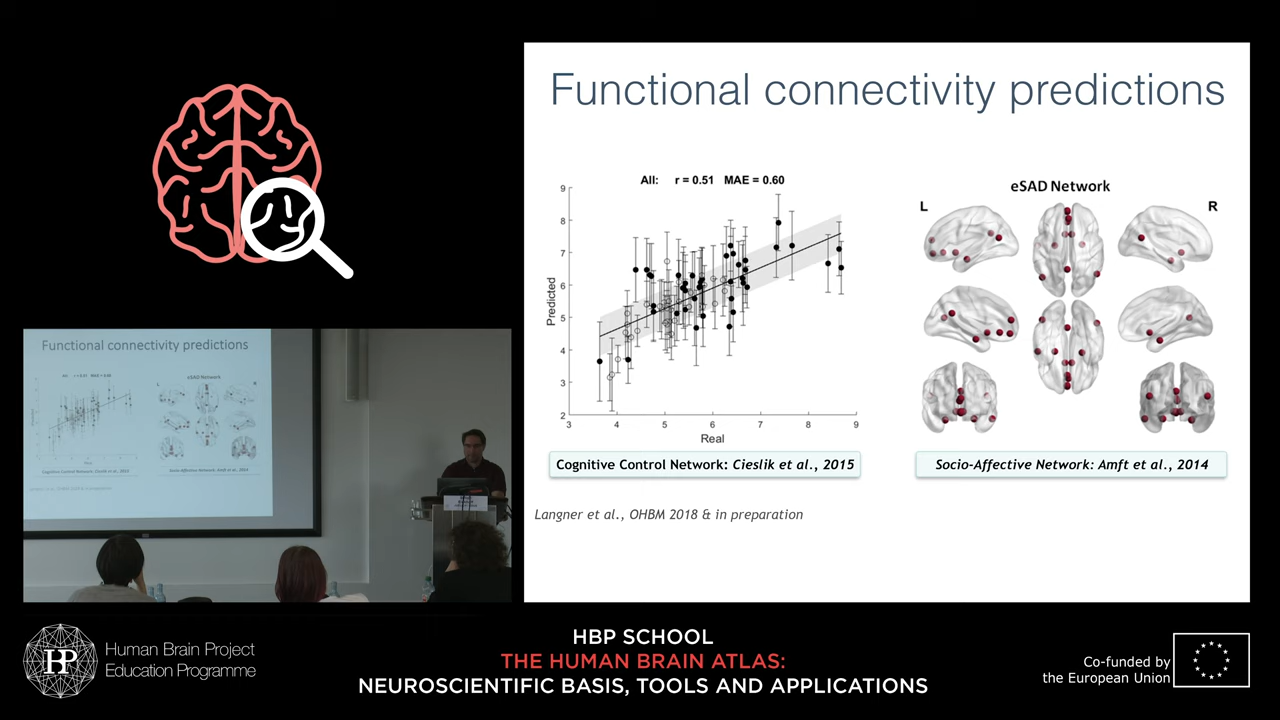 Functional connectivity predictions
All: r = 0.51 MAE = 0.60
9
8
7
6
5
4
3
2
Predicted
3 4 5 6 7 8 9
Real
eSAD Network
L
R
Cognitive Control Network: Cieslik et al., 2015
Socio-Affective Network: Amft et al., 2014
Langner et al., OHBM 2018 & in preparation
Functional connectivity predictions
eSAD Network
HP
Human Brain Project
Education Programme
HBP SCHOOL
THE HUMAN BRAIN ATLAS:
NEUROSCIENTIFIC BASIS, TOOLS AND APPLICATIONS
Co-funded by
the European Union